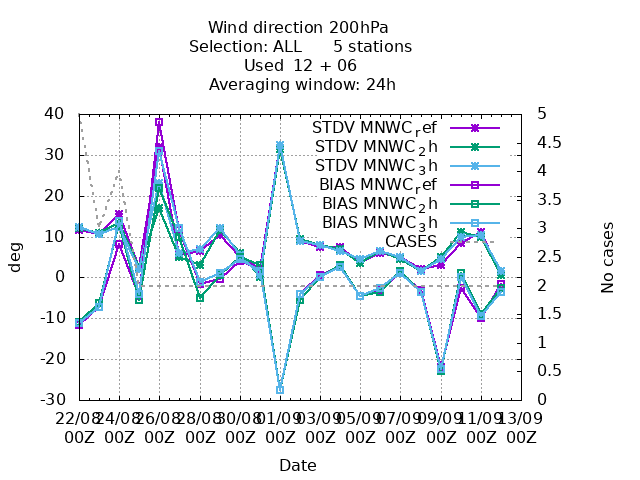 Wind direction 200hPa
Selection: ALL 5 stations
Used 12 + 06
Averaging window: 24h
STDV MNWC_ref
STDV MNWC_2h
STDV MNWC_3h
BIAS MNWC_ref
BIAS MNWC_2h
BIAS MNWC_3h
CASES
40
30
20
10
0
-10
-20
-30
deg
5
4.5
4
3.5
3
2.5
2
1.5
1
0.5
0
No cases
22/08 24/08 26/08 28/08 30/08 01/09 03/09 05/09 07/09 09/09 11/09 13/09
00Z 00Z 00Z 00Z 00Z 00Z 00Z 00Z 00Z 00Z 00Z 00Z
Date